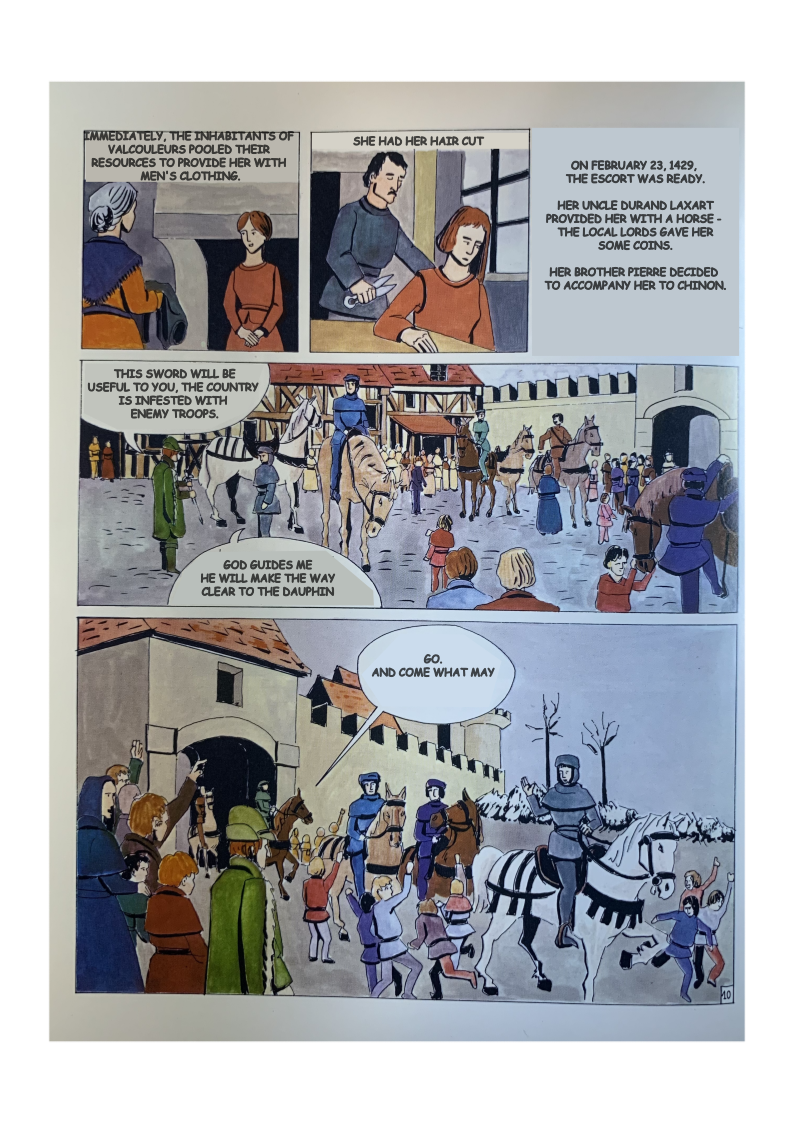 IMMEDIATELY, THE INHABITANTS OF
VALCOULEURS POOLED THEIR
RESOURCES TO PROVIDE HER WITH
MEN'S CLOTHING.
SHE HAD HER HAIR CUT
ON FEBRUARY 23, 1429,
THE ESCORT WAS READY.
HER UNCLE DURAND LAXART
PROVIDED HER WITH A HORSE -
THE LOCAL LORDS GAVE HER
SOME COINS.
HER BROTHER PIERRE DECIDED
TO ACCOMPANY HER TO CHINON.
THIS SWORD WILL BE
USEFUL TO YOU, THE COUNTRY
IS INFESTED WITH
ENEMY TROOPS.
GOD GUIDES ME
HE WILL MAKE THE WAY
CLEAR TO THE DAUPHIN
GO.
AND COME WHAT MAY
10